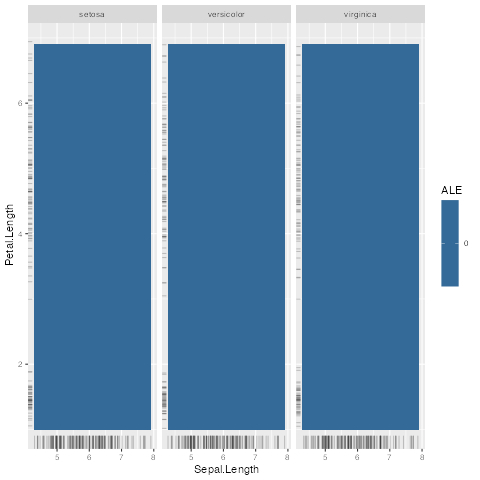 setosa
versicolor
virginica
ALE
0
6
4
2
Petal.Length
5 6 7 8 5 6 7 8 5 6 7 8
Sepal.Length